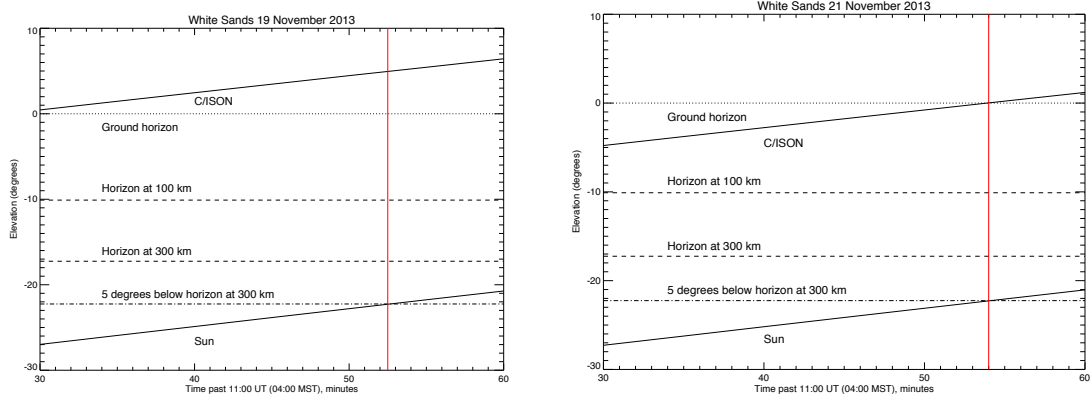 White Sands 19 November 2013
10
0
-10
-20
-30
Elevation (degrees)
C/ISON
Ground horizon
Horizon at 100 km
Horizon at 300 km
5 degrees below horizon at 300 km
Sun
30
40
50
60
Time past 11:00 UT (04:00 MST), minutes
White Sands 21 November 2013
10
0
-10
-20
-30
Elevation (degrees)
Ground horizon
C/ISON
Horizon at 100 km
Horizon at 300 km
5 degrees below horizon at 300 km
Sun
30
40
50
60
Time past 11:00 UT (04:00 MST), minutes